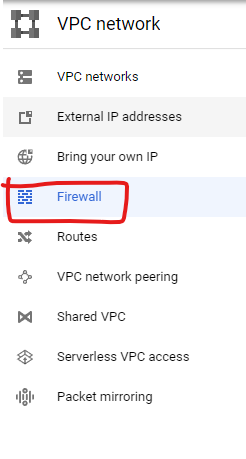 VPC network
VPC networks
External IP addresses
Bring your own IP
Firewall
Routes
VPC network peering
Shared VPC
Serverless VPC access
Packet mirroring